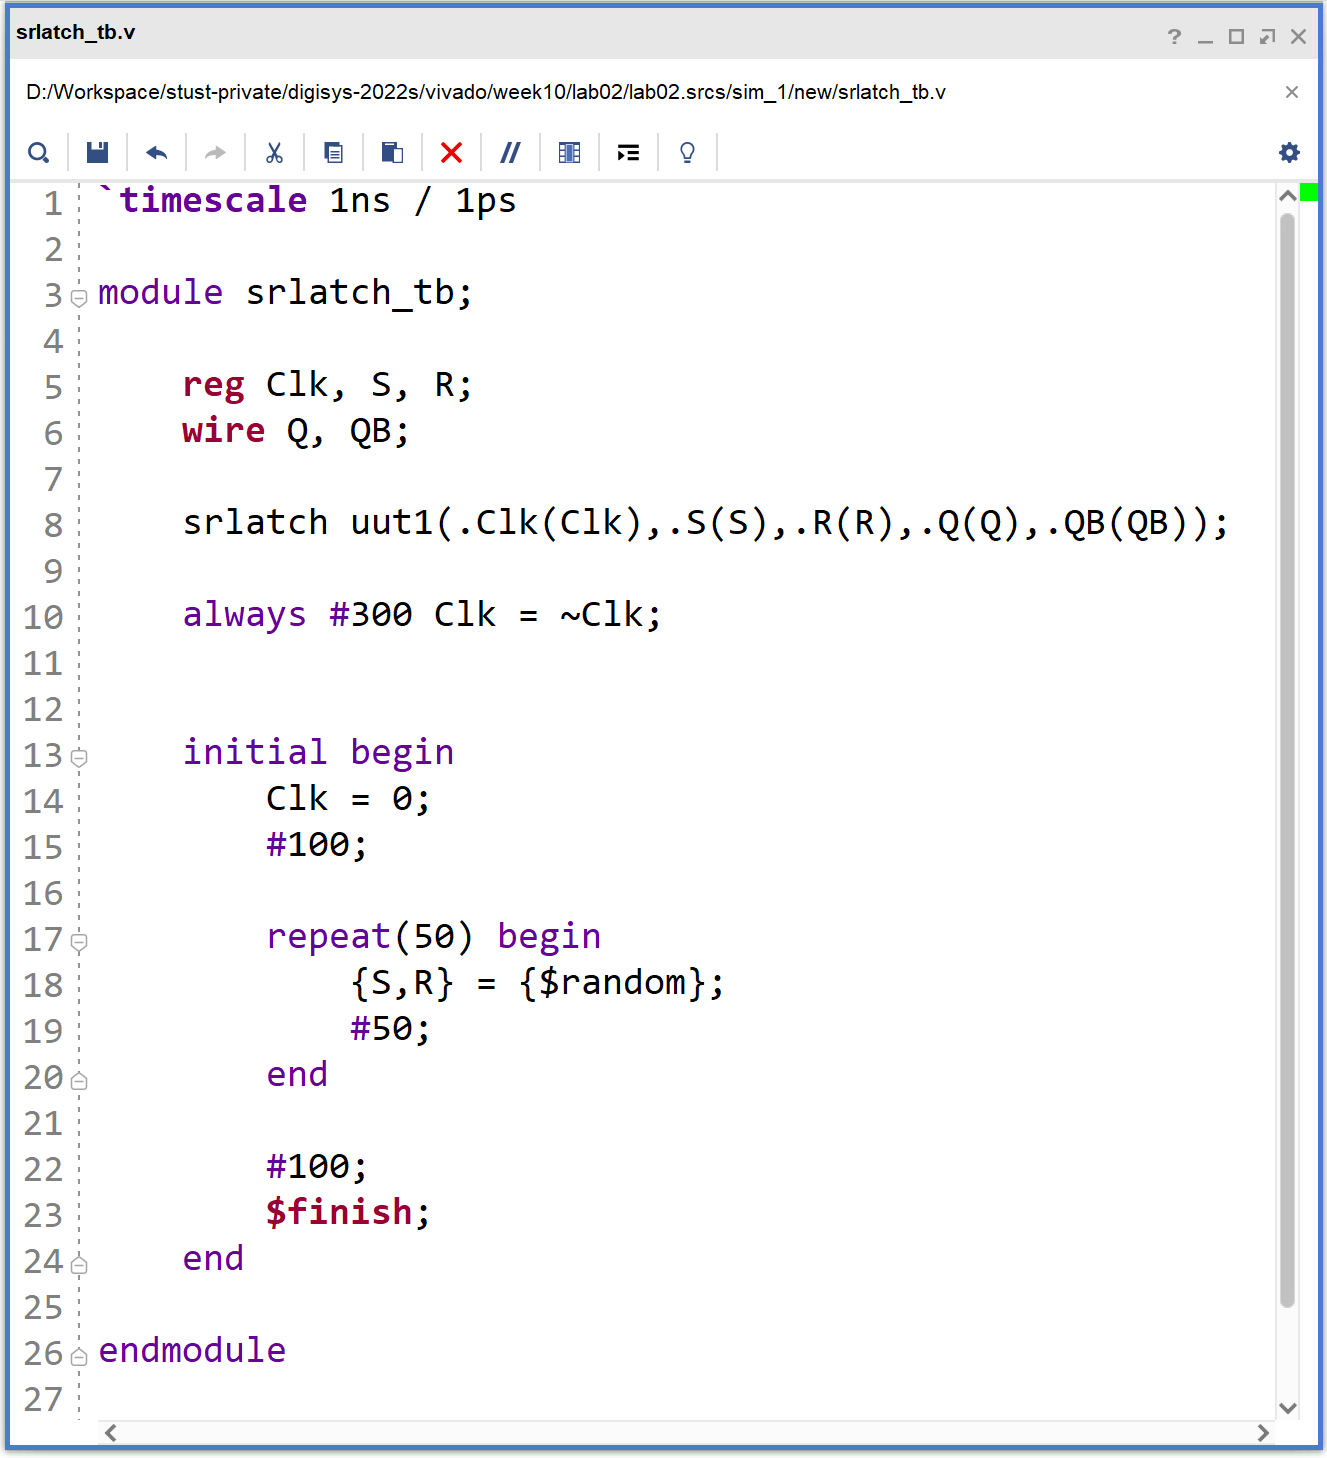 srlatch_tb.v
D:/Workspace/stust-private/digisys-2022s/vivado/week10/lab02/lab02.srcs/sim_1/new/srlatch_tb.v
1 `timescale 1ns / 1ps
2
3 module srlatch_tb;
4
5     reg Clk, S, R;
6     wire Q, QB;
7
8     srlatch uut1(.Clk(Clk),.S(S),.R(R),.Q(Q),.QB(QB));
9
10     always #300 Clk = ~Clk;
11
12
13     initial begin
14         Clk = 0;
15         #100;
16
17         repeat(50) begin
18             {S,R} = {$random};
19             #50;
20         end
21
22         #100;
23         $finish;
24     end
25
26 endmodule
27